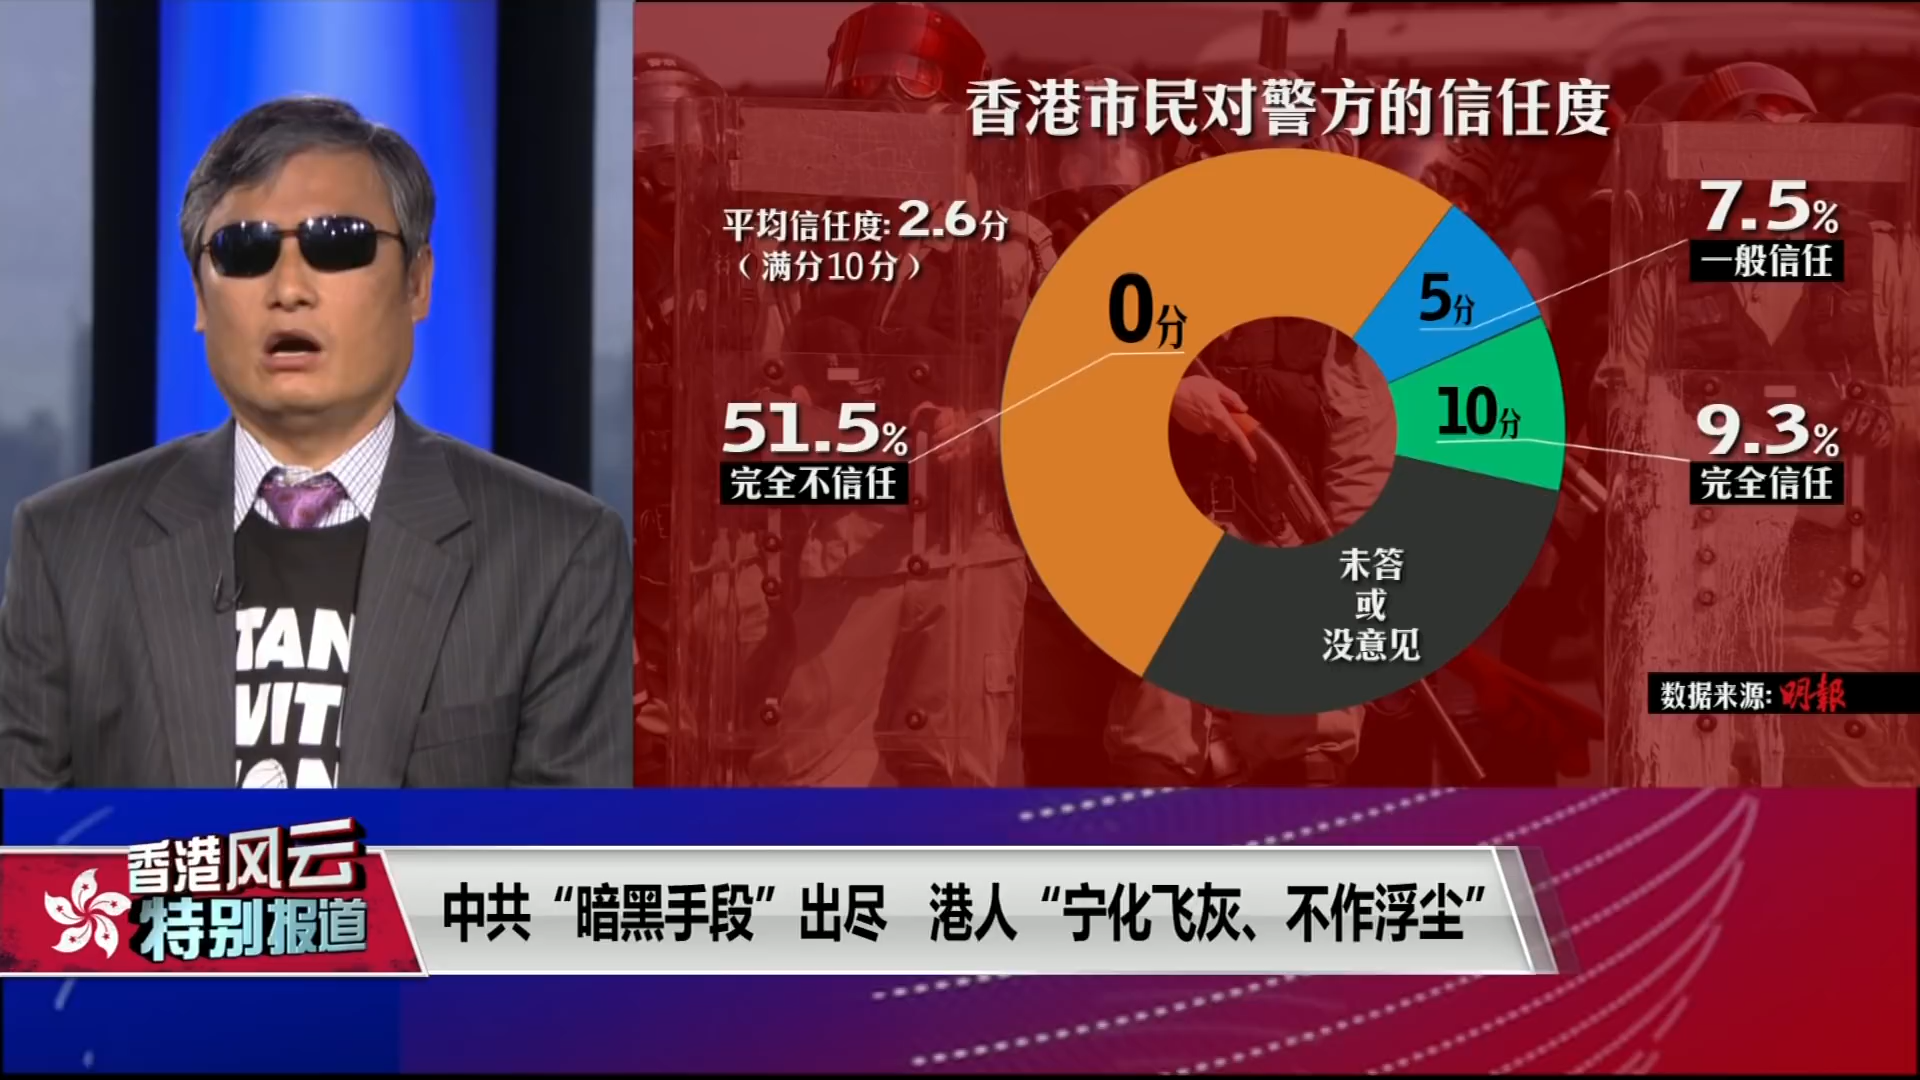 香港市民对警方的信任度
平均信任度:2.6分
（满分10分）
0分
51.5%
完全不信任
5分
7.5%
一般信任
10分
9.3%
完全信任
未答
或
没意见
数据来源:明報
TAN
WIT
香港风云
特别报道
中共“暗黑手段”出尽 港人“宁化飞灰、不作浮尘”